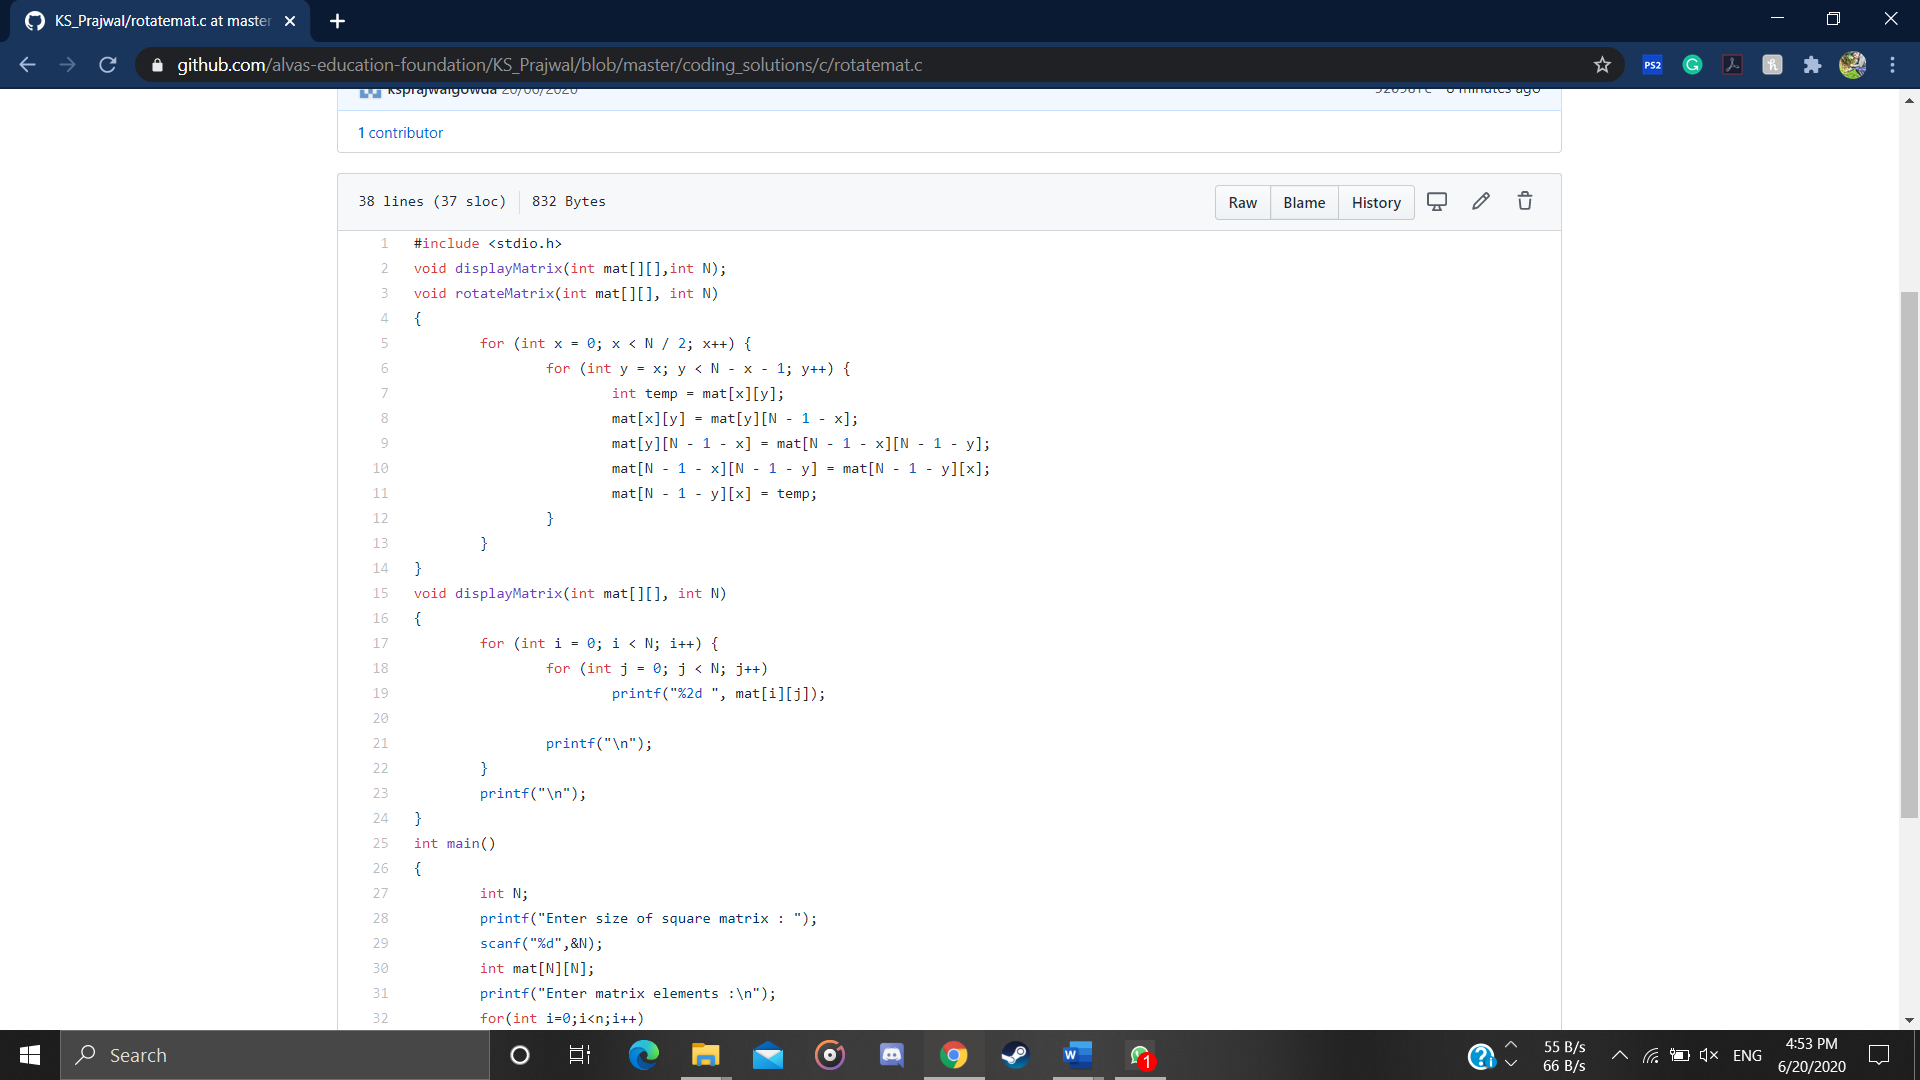 KS_Prajwal/rotatemat.c at master
github.com/alvas-education-foundation/KS_Prajwal/blob/master/coding_solutions/c/rotatemat.c
PS2
ksprajwalgowda 20/06/2020 minutes ago
1 contributor
38 lines (37 sloc) 832 Bytes Raw Blame History
1 #include <stdio.h>
2 void displayMatrix(int mat[][],int N);
3 void rotateMatrix(int mat[][], int N)
4 {
5 for (int x = 0; x < N / 2; x++) {
6 for (int y = x; y < N - x - 1; y++) {
7 int temp = mat[x][y];
8 mat[x][y] = mat[y][N - 1 - x];
9 mat[y][N - 1 - x] = mat[N - 1 - x][N - 1 - y];
10 mat[N - 1 - x][N - 1 - y] = mat[N - 1 - y][x];
11 mat[N - 1 - y][x] = temp;
12 }
13 }
14 }
15 void displayMatrix(int mat[][], int N)
16 {
17 for (int i = 0; i < N; i++) {
18 for (int j = 0; j < N; j++)
19 printf("%2d ", mat[i][j]);
20
21 printf("\n");
22 }
23 printf("\n");
24 }
25 int main()
26 {
27 int N;
28 printf("Enter size of square matrix : ");
29 scanf("%d",&N);
30 int mat[N][N];
31 printf("Enter matrix elements :\n");
32 for(int i=0;i<n;i++)
Search
1
55 B/s
66 B/s
ENG
4:53 PM
6/20/2020